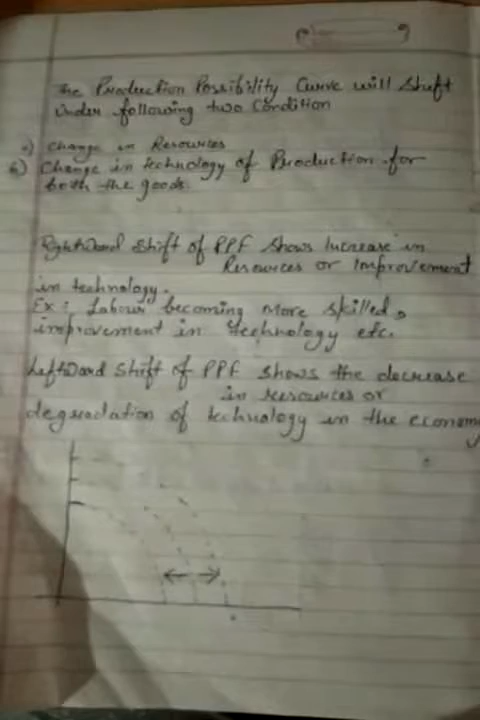 The Production Possibility Curve will shift
under following two Condition
a) Change in Resources
b) Change in technology of Production for
both the goods.
Rightward shift of PPF shows Increase in
Resources or Improvement
in technology.
Ex: Labour becoming more skilled,
improvement in technology etc.
Leftward shift of PPF shows the decrease
in resources or
degradation of technology in the economy